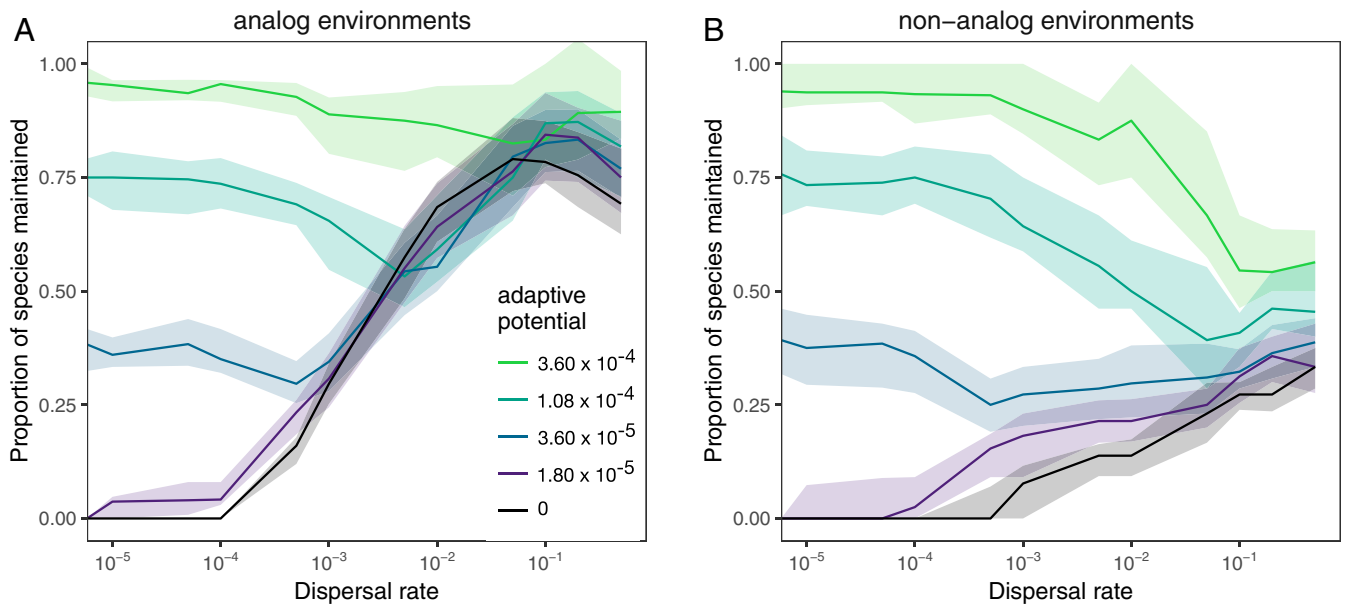 A
analog environments
Proportion of species maintained
1.00
0.75
0.50
0.25
0.00
10⁻⁵
10⁻⁴
10⁻³
10⁻²
10⁻¹
Dispersal rate
adaptive
potential
3.60 x 10⁻⁴
1.08 x 10⁻⁴
3.60 x 10⁻⁵
1.80 x 10⁻⁵
0
B
non−analog environments
Proportion of species maintained
1.00
0.75
0.50
0.25
0.00
10⁻⁵
10⁻⁴
10⁻³
10⁻²
10⁻¹
Dispersal rate